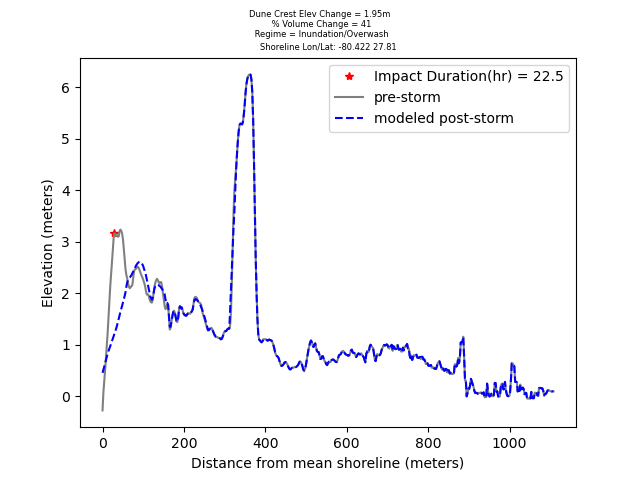 Dune Crest Elev Change = 1.95m
% Volume Change = 41
Regime = Inundation/Overwash
Shoreline Lon/Lat: -80.422 27.81
Impact Duration(hr) = 22.5
pre-storm
modeled post-storm
Elevation (meters)
6
5
4
3
2
1
0
0 200 400 600 800 1000
Distance from mean shoreline (meters)